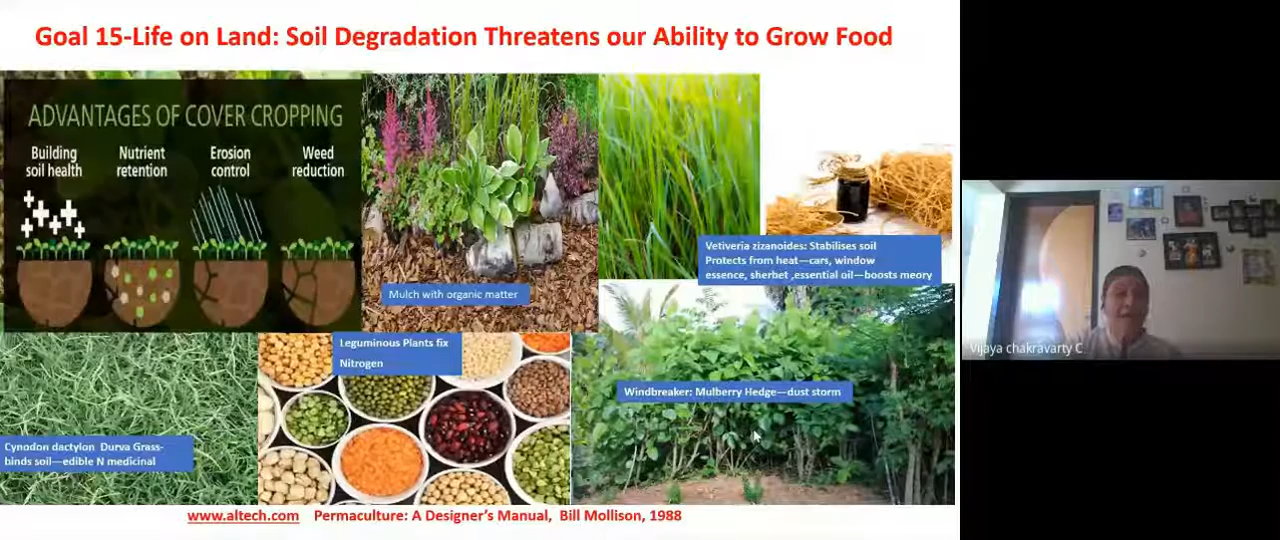 Goal 15-Life on Land: Soil Degradation Threatens our Ability to Grow Food
ADVANTAGES OF COVER CROPPING
Building
soil health
Nutrient
retention
Erosion
control
Weed
reduction
Mulch with organic matter
Vetiveria zizanoides: Stabilises soil
Protects from heat—cars, window
essence, sherbet ,essential oil—boosts meory
Leguminous Plants fix
Nitrogen
Windbreaker: Mulberry Hedge—dust storm
Cynodon dactylon Durva Grass-
binds soil—edible N medicinal
www.altech.com Permaculture: A Designer's Manual, Bill Mollison, 1988
Vijaya chakravarty C